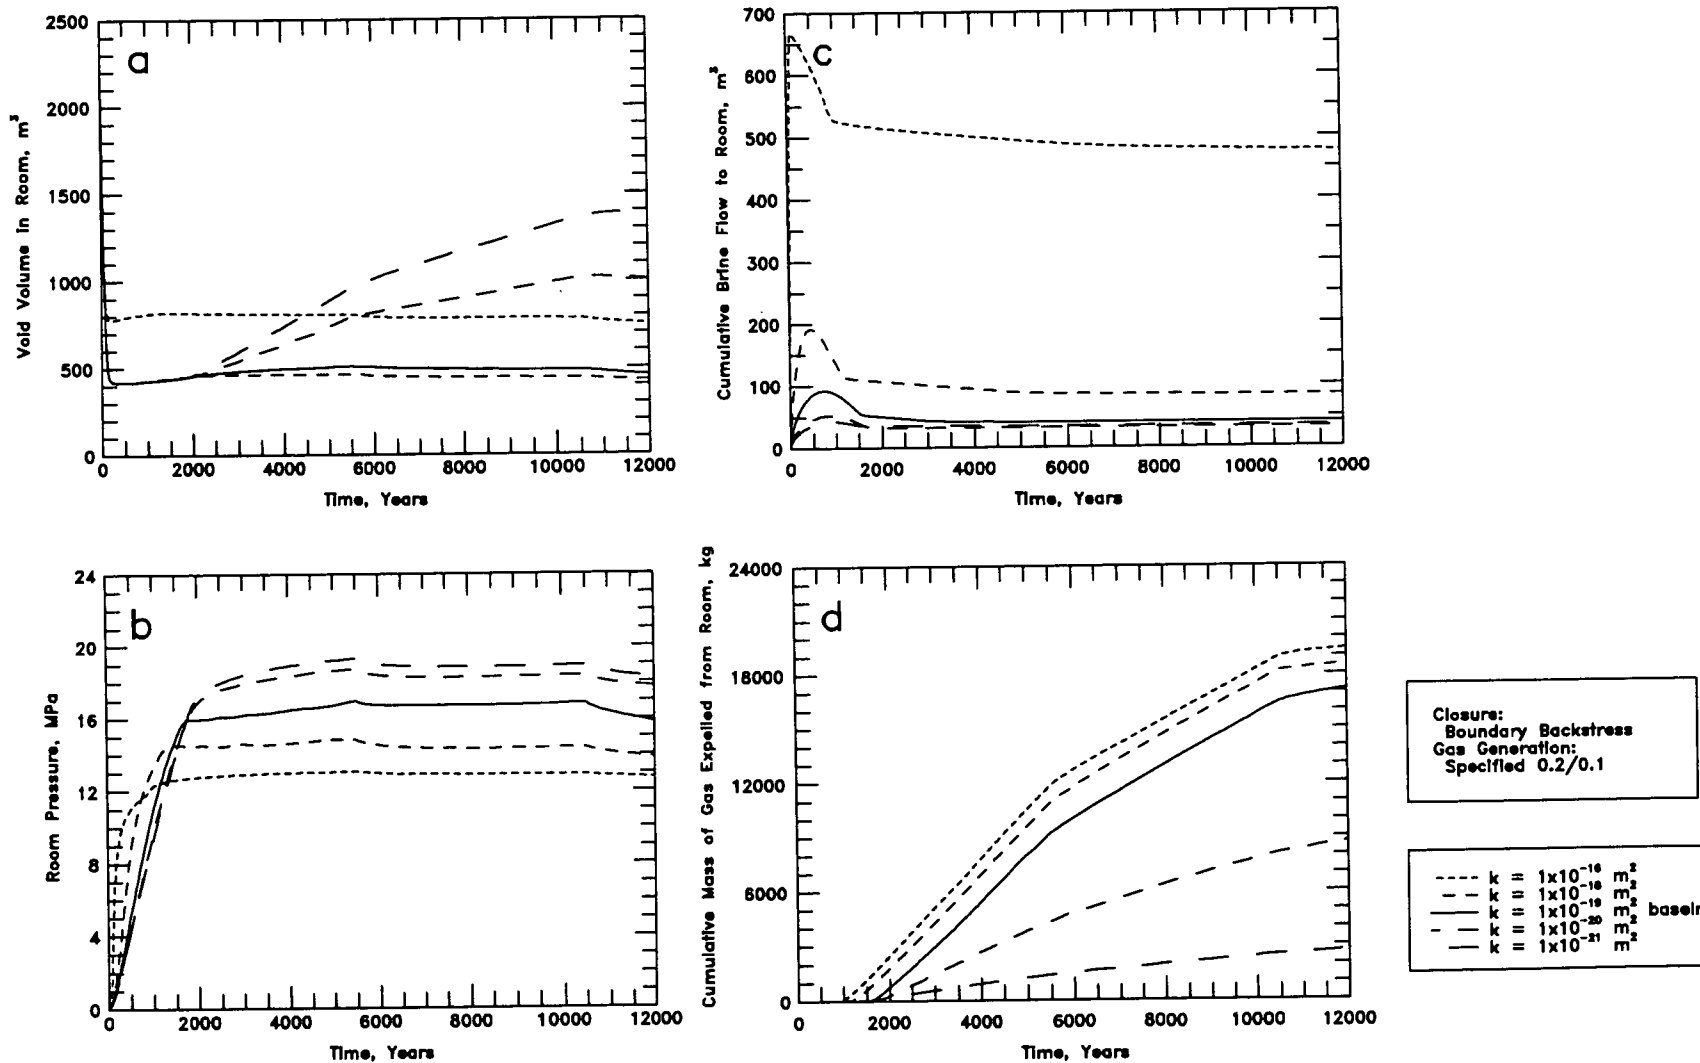 a
Void Volume in Room, m³
2500
2000
1500
1000
500
0
0 2000 4000 6000 8000 10000 12000
Time, Years
c
Cumulative Brine Flow to Room, m³
700
600
500
400
300
200
100
0
0 2000 4000 6000 8000 10000 12000
Time, Years
b
Room Pressure, MPa
24
20
16
12
8
4
0
0 2000 4000 6000 8000 10000 12000
Time, Years
d
Cumulative Mass of Gas Expelled from Room, kg
24000
18000
12000
6000
0
0 2000 4000 6000 8000 10000 12000
Time, Years
Closure:
Boundary Backstress
Gas Generation:
Specified 0.2/0.1
k = 1x10⁻¹⁶ m²
k = 1x10⁻¹⁸ m²
k = 1x10⁻¹⁹ m²
k = 1x10⁻²⁰ m²
k = 1x10⁻²¹ m²